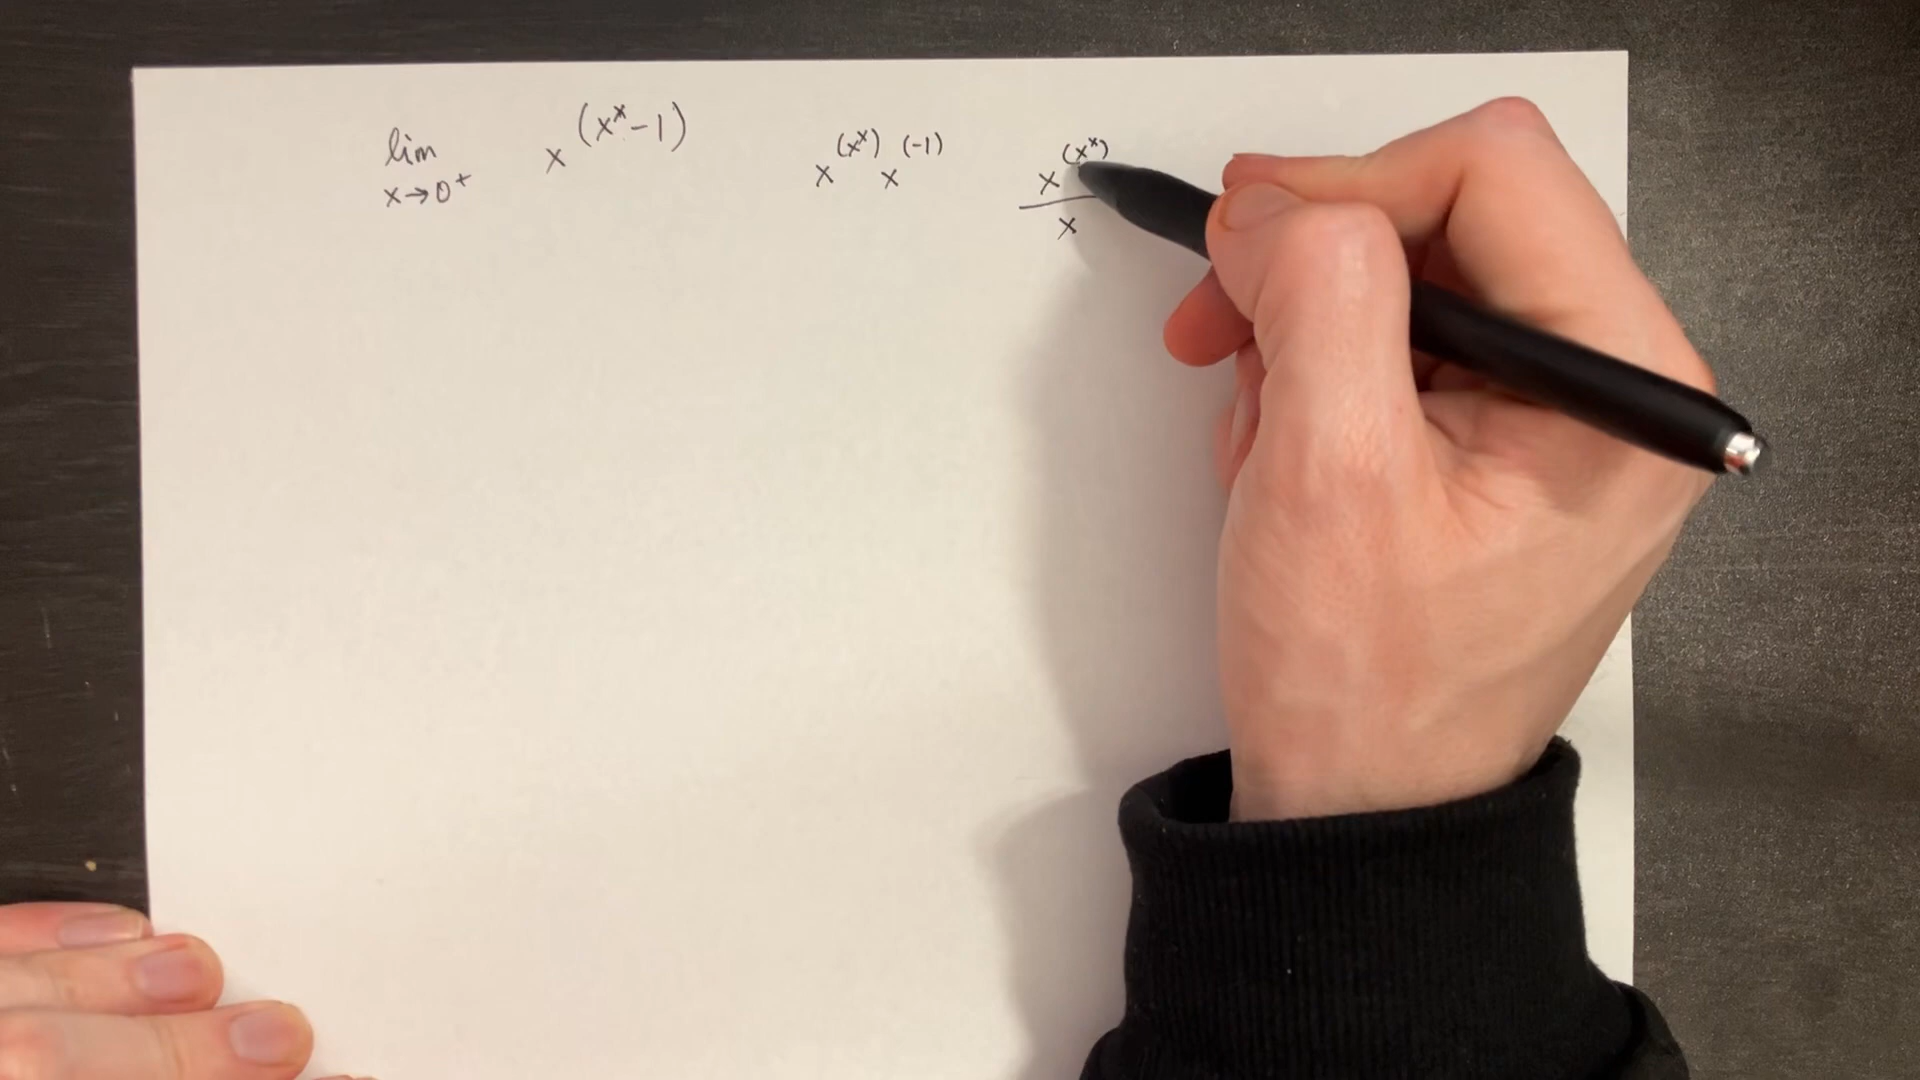 lim x→0⁺ x^(x^x-1) x^(x^x) x^(-1) x^(x^x)
x